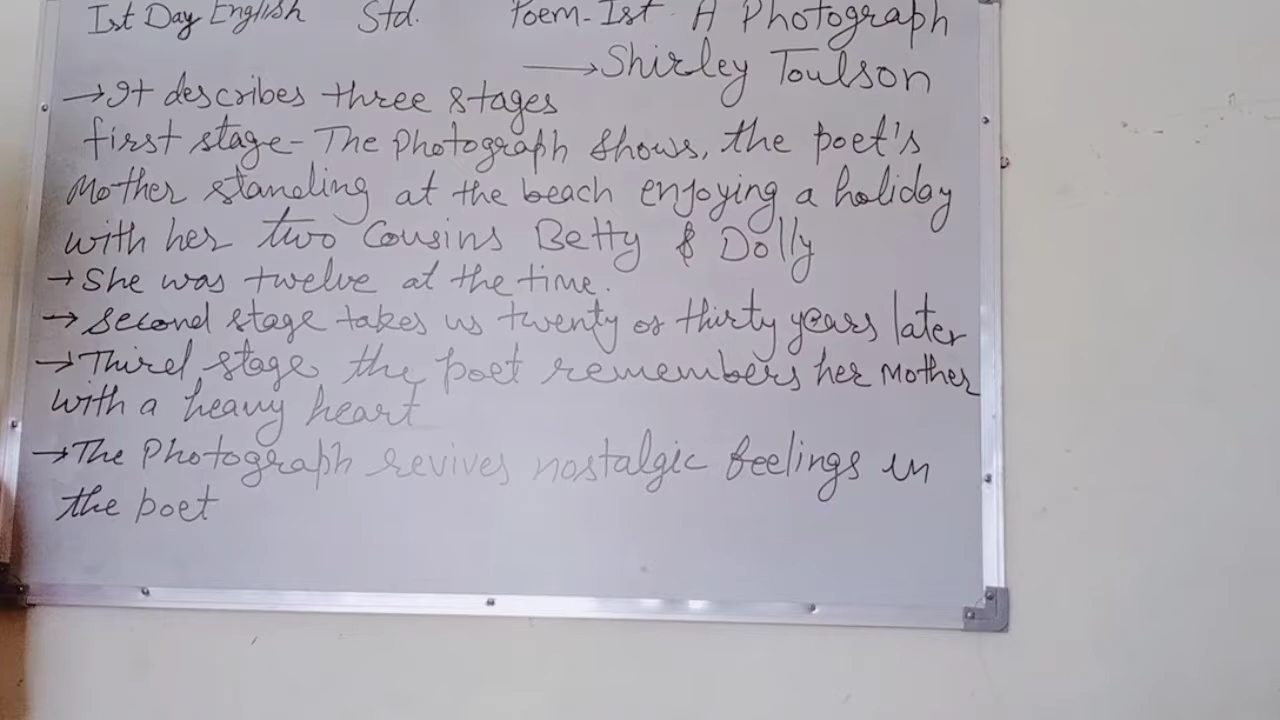 Ist Day English Std. Poem-Ist A Photograph
→Shirley Toulson
→It describes three stages
first stage- The Photograph shows, the poet's
Mother standing at the beach enjoying a holiday
with her two Cousins Betty & Dolly
→She was twelve at the time.
→Second stage takes us twenty or thirty years later
→Third stage the poet remembers her Mother
with a heavy heart
→The Photograph revives nostalgic feelings in
the poet